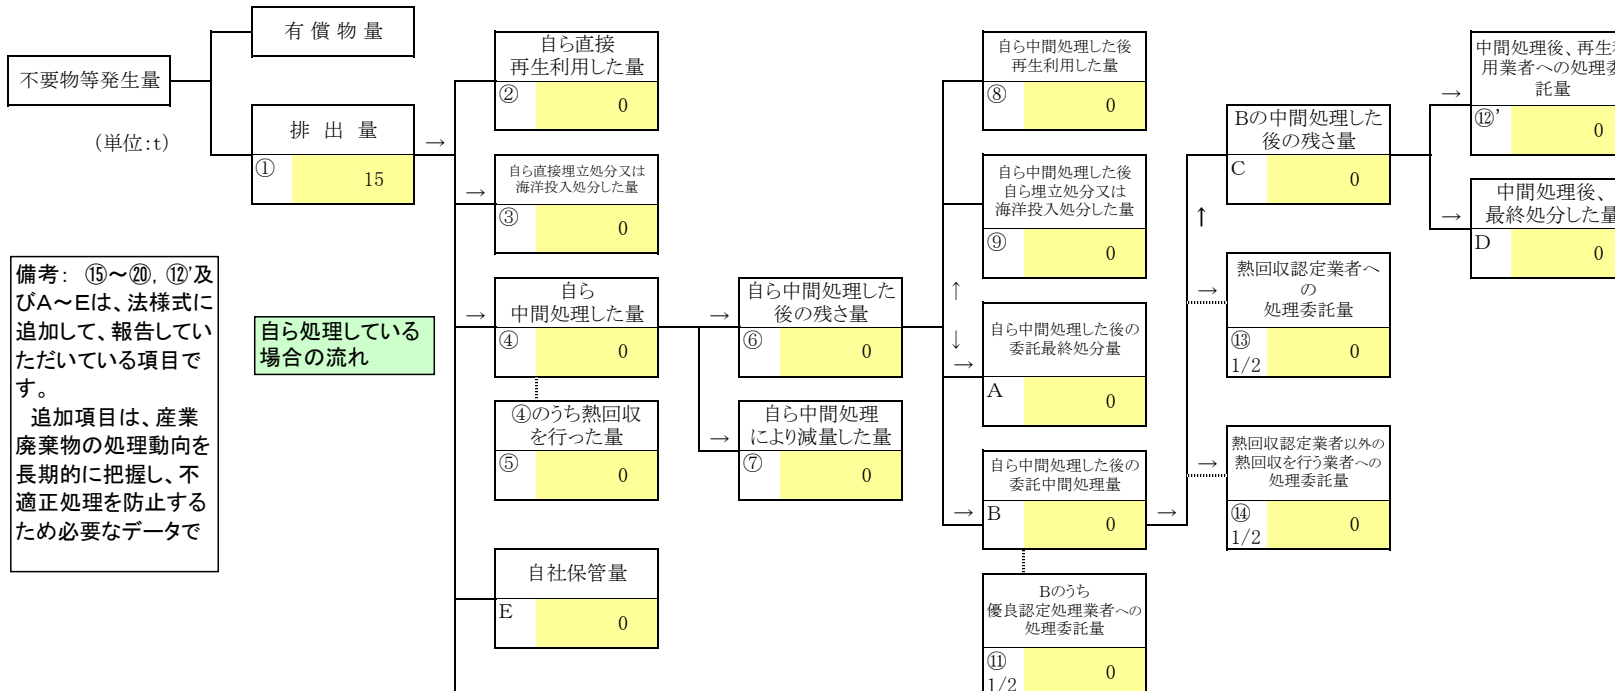 有 償 物 量
不要物等発生量
(単位:t)
排 出 量
→
①
15
備考： ⑮～⑳, ⑫'及
びA～Eは、法様式に
追加して、報告してい
ただいている項目で
す。
追加項目は、産業
廃棄物の処理動向を
長期的に把握し、不
適正処理を防止する
ため必要なデータで
自ら処理している
場合の流れ
自ら直接
再生利用した量
②
0
→
自ら直接埋立処分又は
海洋投入処分した量
③
0
→
自ら
中間処理した量
④
0
④のうち熱回収
を行った量
⑤
0
自社保管量
E
0
→
自ら中間処理した
後の残さ量
⑥
0
→
自ら中間処理
により減量した量
⑦
0
自ら中間処理した後
再生利用した量
⑧
0
自ら中間処理した後
自ら埋立処分又は
海洋投入処分した量
⑨
0
↑
↓
→
自ら中間処理した後の
委託最終処分量
A
0
自ら中間処理した後の
委託中間処理量
→
B
0
→
Bのうち
優良認定処理業者への
処理委託量
⑪
1/2
0
Bの中間処理した
後の残さ量
C
0
↑
→
熱回収認定業者へ
の
処理委託量
⑬
1/2
0
→
熱回収認定業者以外の
熱回収を行う業者への
処理委託量
⑭
1/2
0
→
中間処理後、再生
用業者への処理委
託量
⑫'
0
→
中間処理後、
最終処分した量
D
0